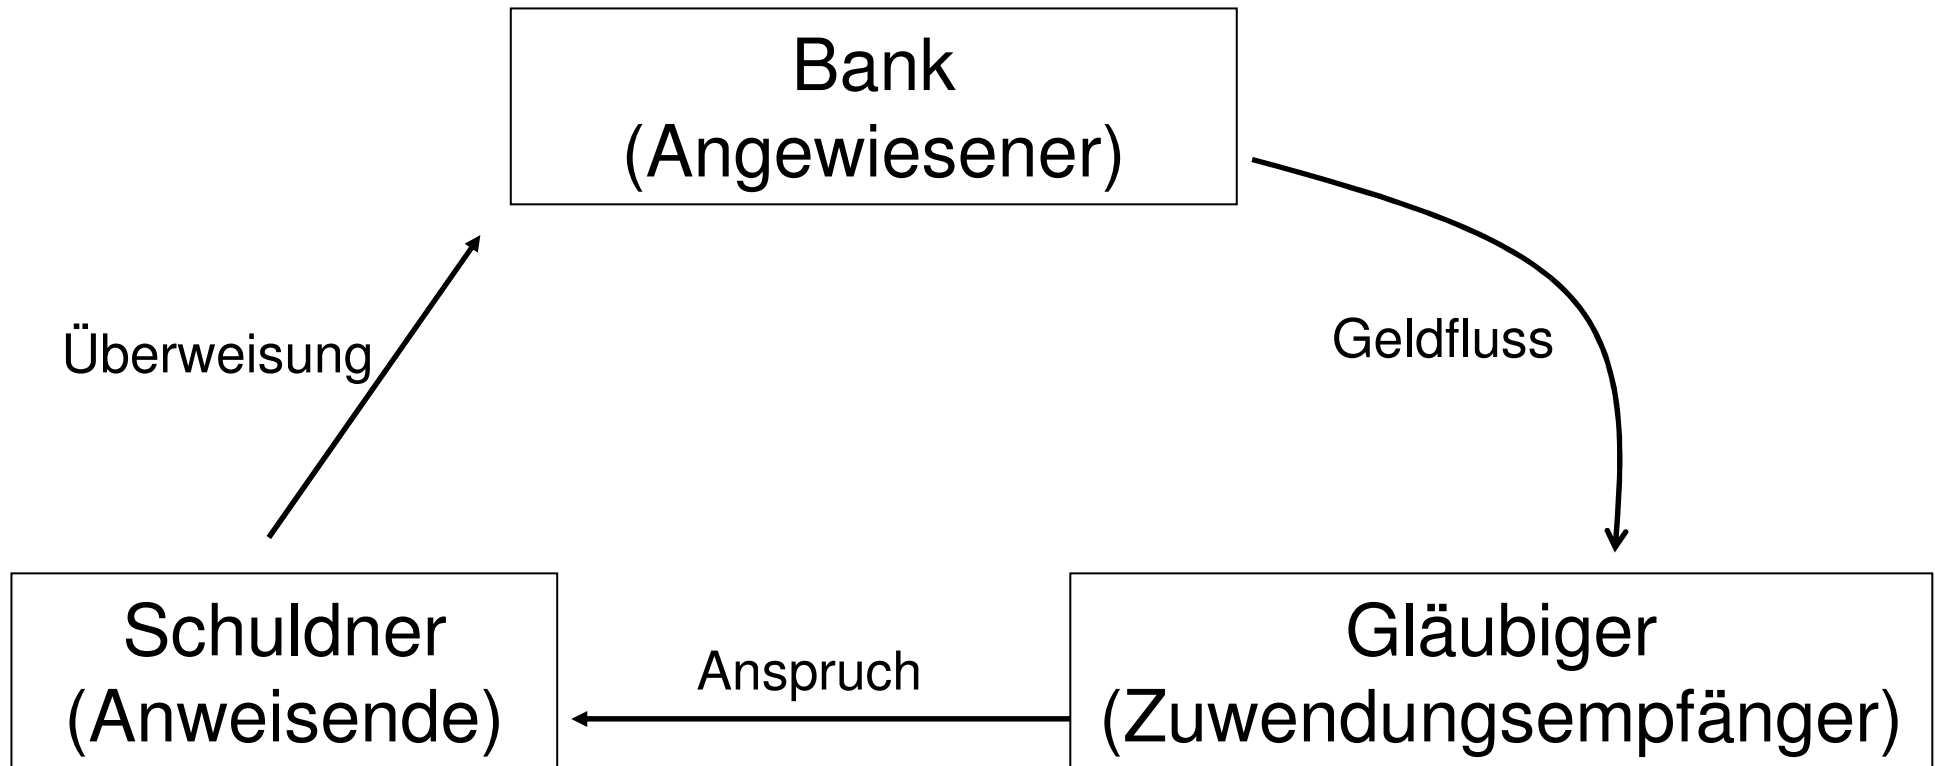 Bank
(Angewiesener)
Überweisung
Geldfluss
Schuldner
(Anweisende)
Anspruch
Gläubiger
(Zuwendungsempfänger)